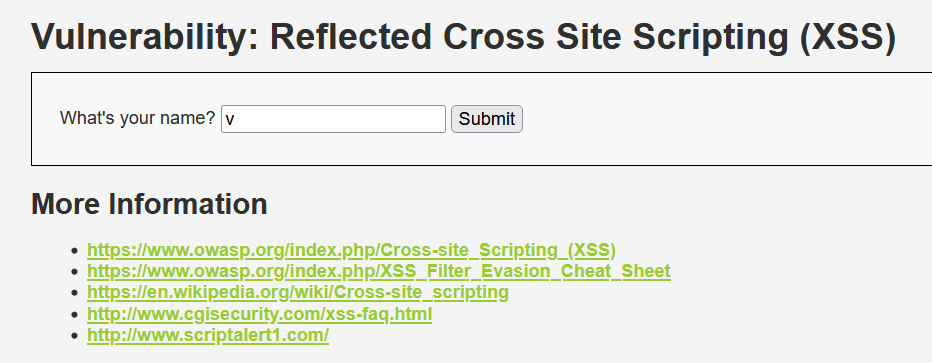 Vulnerability: Reflected Cross Site Scripting (XSS)
What's your name? v Submit
More Information
https://www.owasp.org/index.php/Cross-site_Scripting_(XSS)
https://www.owasp.org/index.php/XSS_Filter_Evasion_Cheat_Sheet
https://en.wikipedia.org/wiki/Cross-site_scripting
http://www.cgisecurity.com/xss-faq.html
http://www.scriptalert1.com/